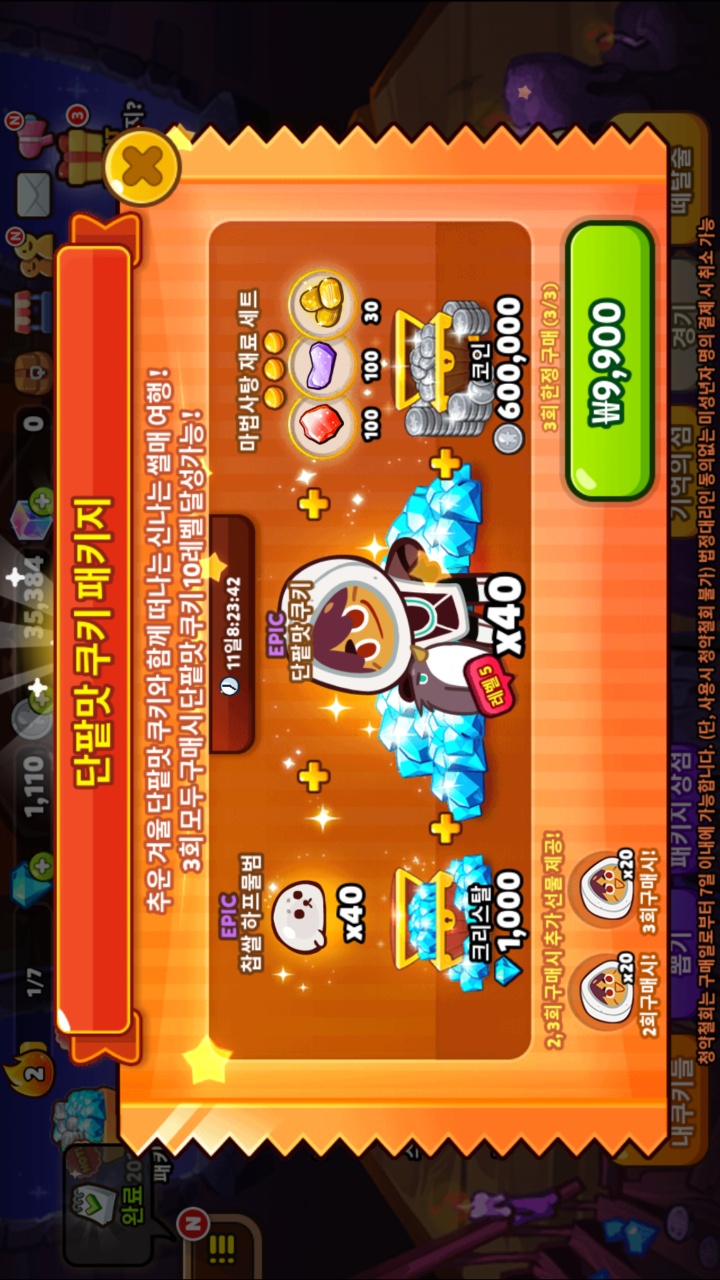 단팥맛 쿠키 패키지
추운 겨울 단팥맛 쿠키와 함께 떠나는 신나는 썰매 여행!
3회 모두 구매시 단팥맛 쿠키 10레벨 달성가능!
11일 8:23:42
EPIC
찹쌀 하프물범
x40
EPIC
단팥맛 쿠키
레벨 5
x40
마법사탕 재료 세트
100
100
30
크리스탈
1,000
코인
600,000
2,3회 구매시 추가 선물 제공!
x20
2회구매시!
x20
3회구매시!
3회 한정 구매 (3/3)
₩9,900
청약철회는 구매일로부터 7일 이내에 가능합니다. (단, 사용시 청약철회 불가) 법정대리인 동의없는 미성년자 명의 결제 시 취소 가능
2
1/7
1,110
35,384
0
N
3
N
지?
완료
패키
N
내 쿠키들
뽑기
패키지 상점
기억의 섬
경기
떼탈출